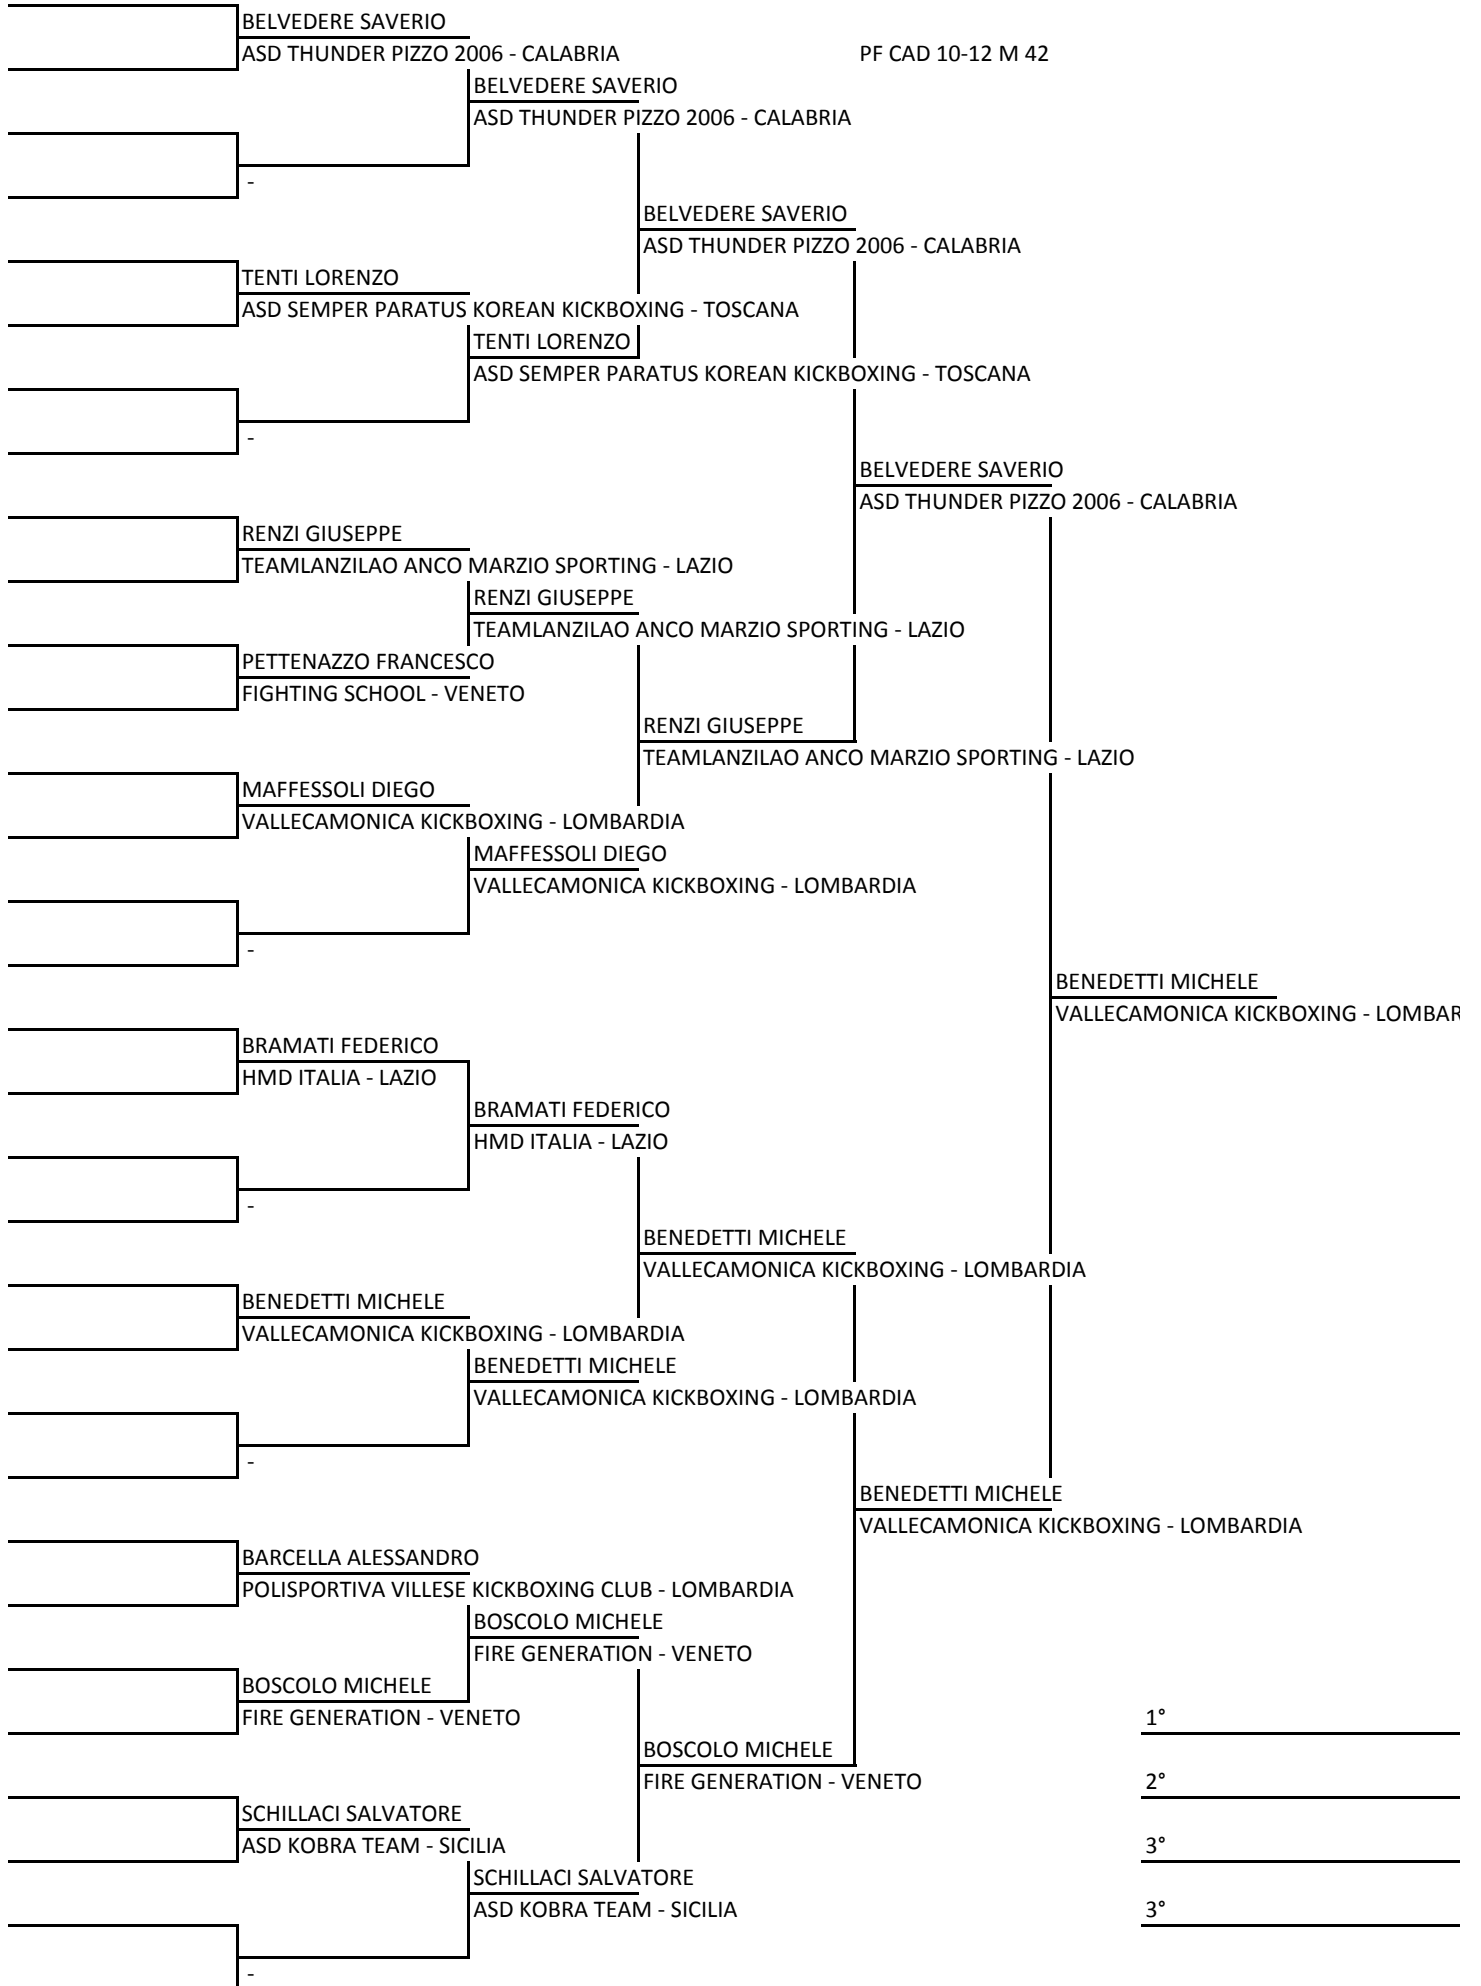 BELVEDERE SAVERIO
ASD THUNDER PIZZO 2006 - CALABRIA
PF CAD 10-12 M 42
BELVEDERE SAVERIO
ASD THUNDER PIZZO 2006 - CALABRIA
-
BELVEDERE SAVERIO
ASD THUNDER PIZZO 2006 - CALABRIA
TENTI LORENZO
ASD SEMPER PARATUS KOREAN KICKBOXING - TOSCANA
TENTI LORENZO
ASD SEMPER PARATUS KOREAN KICKBOXING - TOSCANA
-
BELVEDERE SAVERIO
ASD THUNDER PIZZO 2006 - CALABRIA
RENZI GIUSEPPE
TEAMLANZILAO ANCO MARZIO SPORTING - LAZIO
RENZI GIUSEPPE
TEAMLANZILAO ANCO MARZIO SPORTING - LAZIO
PETTENAZZO FRANCESCO
FIGHTING SCHOOL - VENETO
RENZI GIUSEPPE
TEAMLANZILAO ANCO MARZIO SPORTING - LAZIO
MAFFESSOLI DIEGO
VALLECAMONICA KICKBOXING - LOMBARDIA
MAFFESSOLI DIEGO
VALLECAMONICA KICKBOXING - LOMBARDIA
-
BENEDETTI MICHELE
VALLECAMONICA KICKBOXING - LOMBAR
BRAMATI FEDERICO
HMD ITALIA - LAZIO
BRAMATI FEDERICO
HMD ITALIA - LAZIO
-
BENEDETTI MICHELE
VALLECAMONICA KICKBOXING - LOMBARDIA
BENEDETTI MICHELE
VALLECAMONICA KICKBOXING - LOMBARDIA
BENEDETTI MICHELE
VALLECAMONICA KICKBOXING - LOMBARDIA
-
BENEDETTI MICHELE
VALLECAMONICA KICKBOXING - LOMBARDIA
BARCELLA ALESSANDRO
POLISPORTIVA VILLESE KICKBOXING CLUB - LOMBARDIA
BOSCOLO MICHELE
FIRE GENERATION - VENETO
BOSCOLO MICHELE
FIRE GENERATION - VENETO
1°
BOSCOLO MICHELE
FIRE GENERATION - VENETO
2°
SCHILLACI SALVATORE
ASD KOBRA TEAM - SICILIA
3°
SCHILLACI SALVATORE
ASD KOBRA TEAM - SICILIA
3°
-